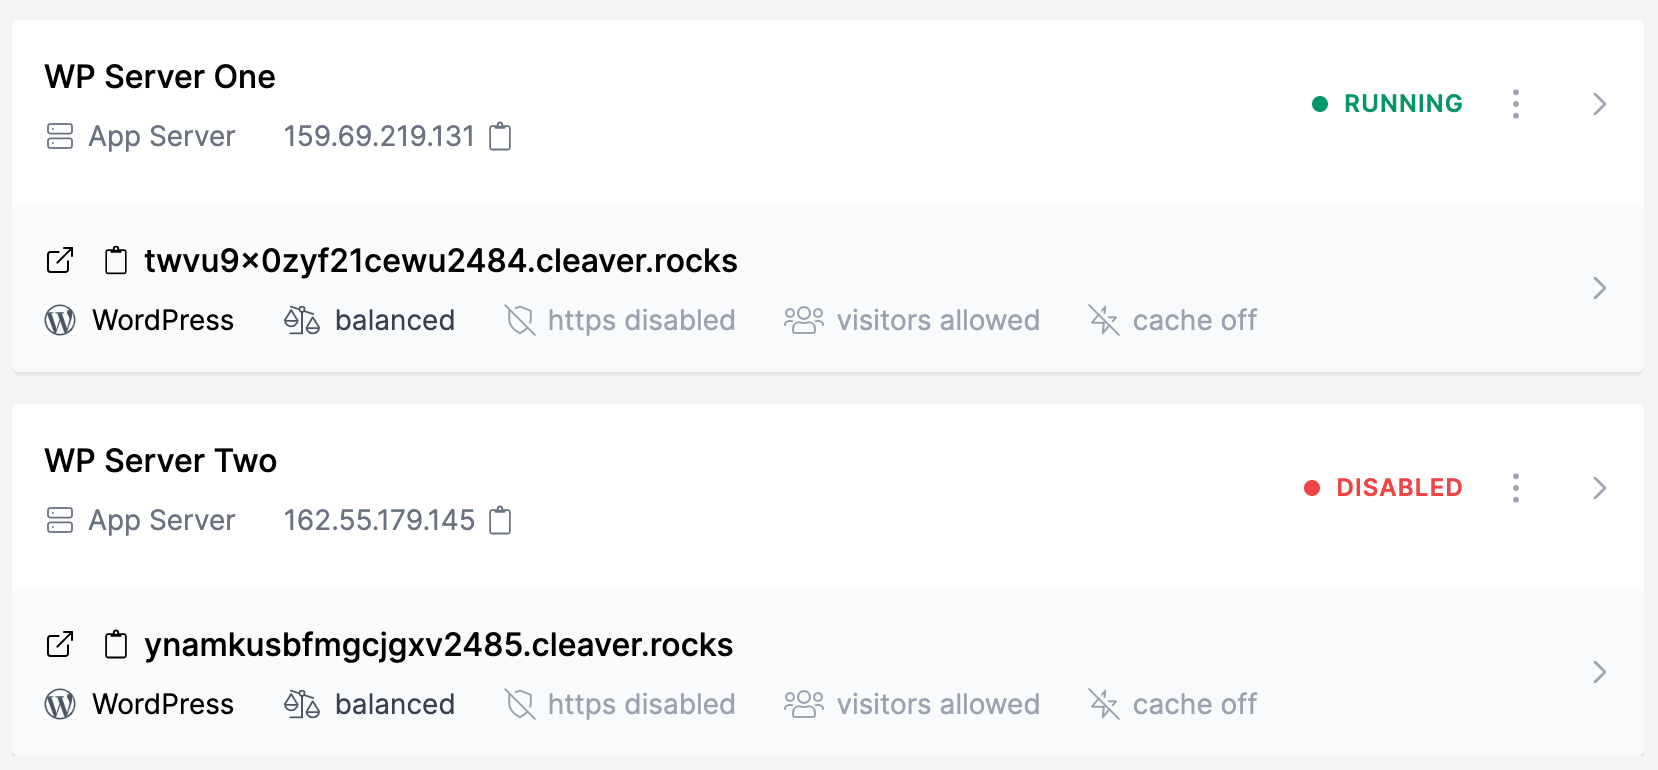 WP Server One
RUNNING
App Server 159.69.219.131
twvu9x0zyf21cewu2484.cleaver.rocks
WordPress balanced https disabled visitors allowed cache off
WP Server Two
DISABLED
App Server 162.55.179.145
ynamkusbfmgcjgxv2485.cleaver.rocks
WordPress balanced https disabled visitors allowed cache off